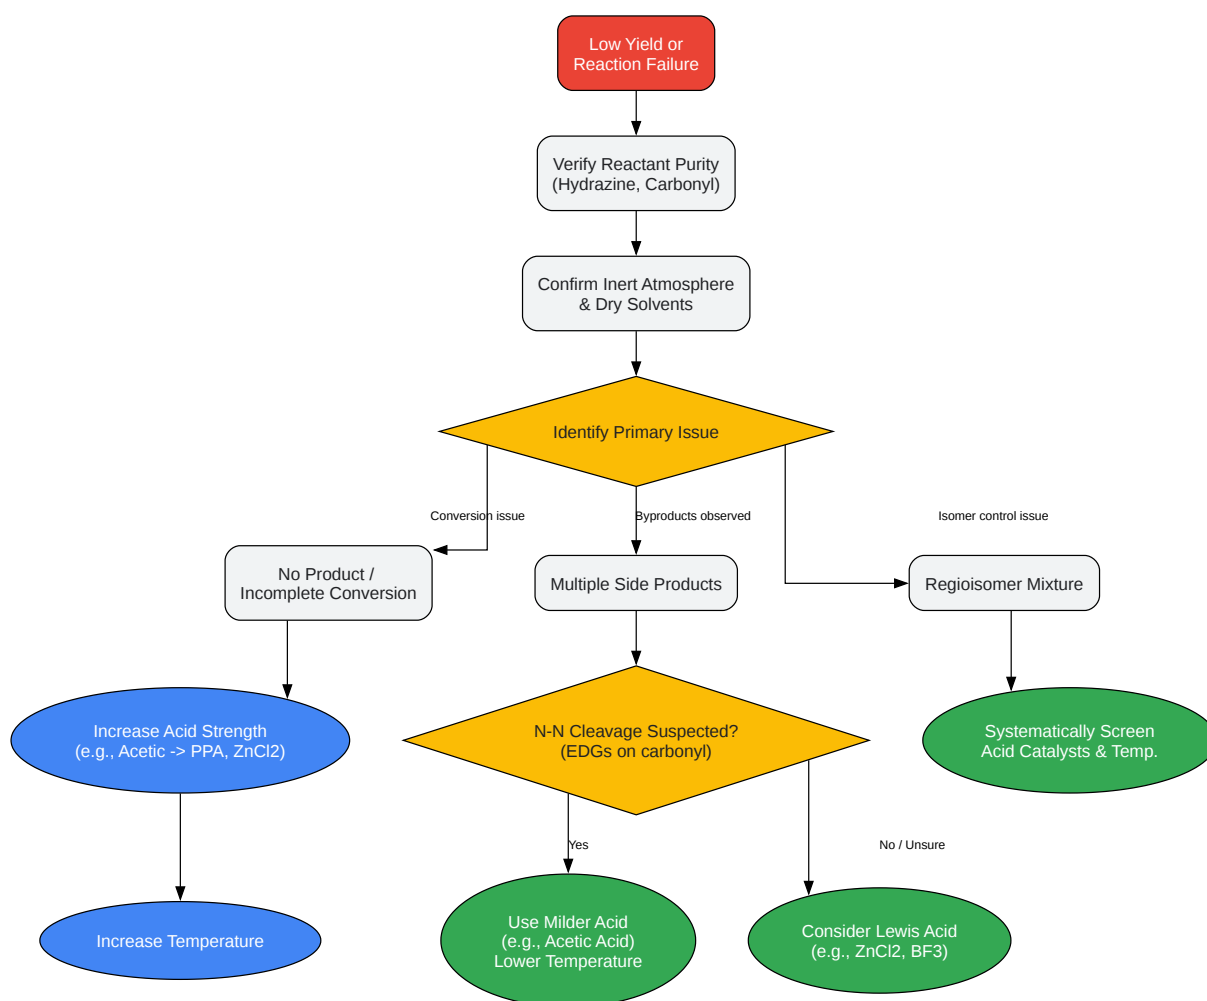 Low Yield or
Reaction Failure
Verify Reactant Purity
(Hydrazine, Carbonyl)
Confirm Inert Atmosphere
& Dry Solvents
Identify Primary Issue
Conversion issue
Byproducts observed
Isomer control issue
No Product /
Incomplete Conversion
Multiple Side Products
Regioisomer Mixture
Increase Acid Strength
(e.g., Acetic -> PPA, ZnCl2)
N-N Cleavage Suspected?
(EDGs on carbonyl)
Systematically Screen
Acid Catalysts & Temp.
Yes
No / Unsure
Increase Temperature
Use Milder Acid
(e.g., Acetic Acid)
Lower Temperature
Consider Lewis Acid
(e.g., ZnCl2, BF3)